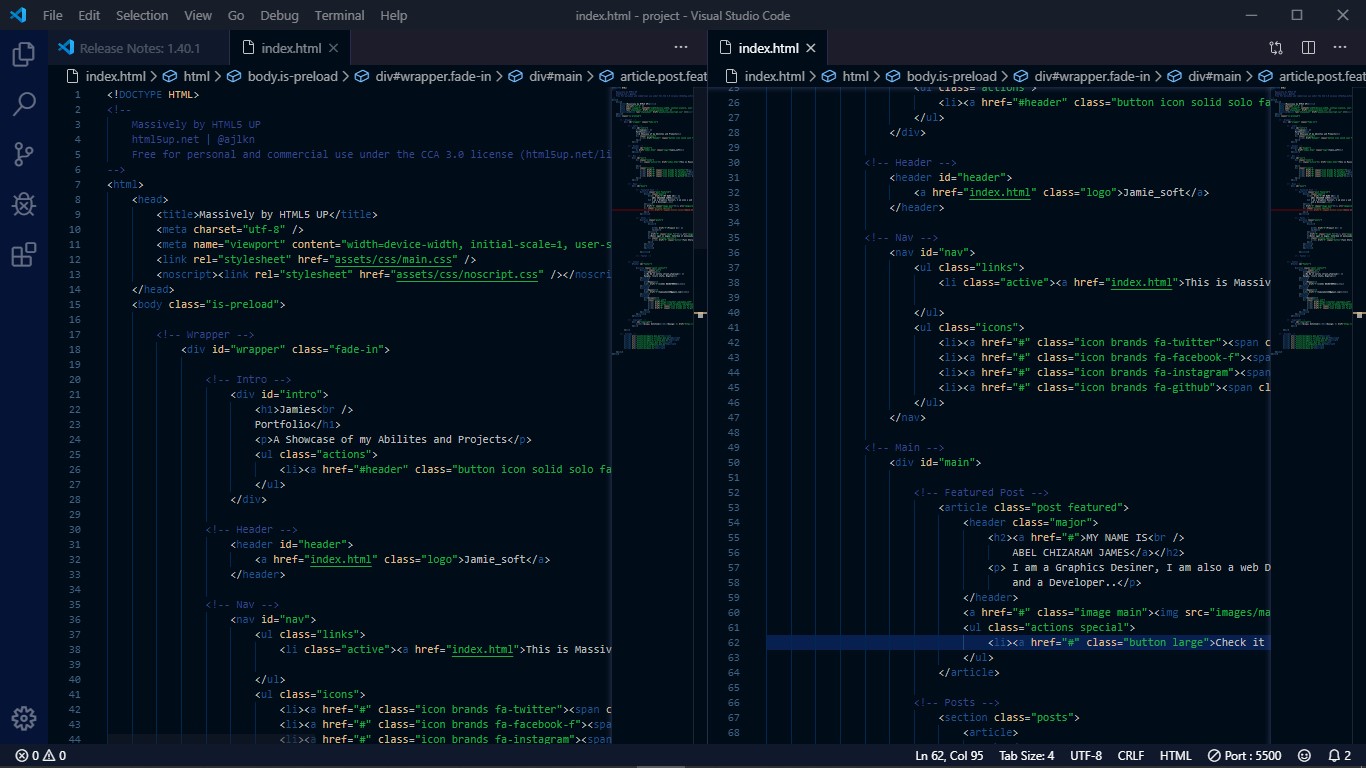 File Edit Selection View Go Debug Terminal Help
index.html - project - Visual Studio Code
Release Notes: 1.40.1
index.html
index.html > html > body.is-preload > div#wrapper.fade-in > div#main > article.post.feat
1 <!DOCTYPE HTML>
2 <!--
3 Massively by HTML5 UP
4 html5up.net | @ajlkn
5 Free for personal and commercial use under the CCA 3.0 license (html5up.net/li
6 -->
7 <html>
8 <head>
9 <title>Massively by HTML5 UP</title>
10 <meta charset="utf-8" />
11 <meta name="viewport" content="width=device-width, initial-scale=1, user-s
12 <link rel="stylesheet" href="assets/css/main.css" />
13 <noscript><link rel="stylesheet" href="assets/css/noscript.css" /></noscri
14 </head>
15 <body class="is-preload">
16
17 <!-- Wrapper -->
18 <div id="wrapper" class="fade-in">
19
20 <!-- Intro -->
21 <div id="intro">
22 <h1>Jamies<br />
23 Portfolio</h1>
24 <p>A Showcase of my Abilites and Projects</p>
25 <ul class="actions">
26 <li><a href="#header" class="button icon solid solo fa
27 </ul>
28 </div>
29
30 <!-- Header -->
31 <header id="header">
32 <a href="index.html" class="logo">Jamie_soft</a>
33 </header>
34
35 <!-- Nav -->
36 <nav id="nav">
37 <ul class="links">
38 <li class="active"><a href="index.html">This is Massiv
39
40 </ul>
41 <ul class="icons">
42 <li><a href="#" class="icon brands fa-twitter"><span c
43 <li><a href="#" class="icon brands fa-facebook-f"><spa
44 <li><a href="#" class="icon brands fa-instagram"><span
index.html
index.html > html > body.is-preload > div#wrapper.fade-in > div#main > article.post.feat
25 <ul class="actions">
26 <li><a href="#header" class="button icon solid solo fa
27 </ul>
28 </div>
29
30 <!-- Header -->
31 <header id="header">
32 <a href="index.html" class="logo">Jamie_soft</a>
33 </header>
34
35 <!-- Nav -->
36 <nav id="nav">
37 <ul class="links">
38 <li class="active"><a href="index.html">This is Massiv
39
40 </ul>
41 <ul class="icons">
42 <li><a href="#" class="icon brands fa-twitter"><span c
43 <li><a href="#" class="icon brands fa-facebook-f"><spa
44 <li><a href="#" class="icon brands fa-instagram"><span
45 <li><a href="#" class="icon brands fa-github"><span cl
46 </ul>
47 </nav>
48
49 <!-- Main -->
50 <div id="main">
51
52 <!-- Featured Post -->
53 <article class="post featured">
54 <header class="major">
55 <h2><a href="#">MY NAME IS<br />
56 ABEL CHIZARAM JAMES</a></h2>
57 <p> I am a Graphics Desiner, I am also a web D
58 and a Developer..</p>
59 </header>
60 <a href="#" class="image main"><img src="images/ma
61 <ul class="actions special">
62 <li><a href="#" class="button large">Check it
63 </ul>
64 </article>
65
66 <!-- Posts -->
67 <section class="posts">
68 <article>
0 0 Ln 62, Col 95 Tab Size: 4 UTF-8 CRLF HTML Port : 5500 2